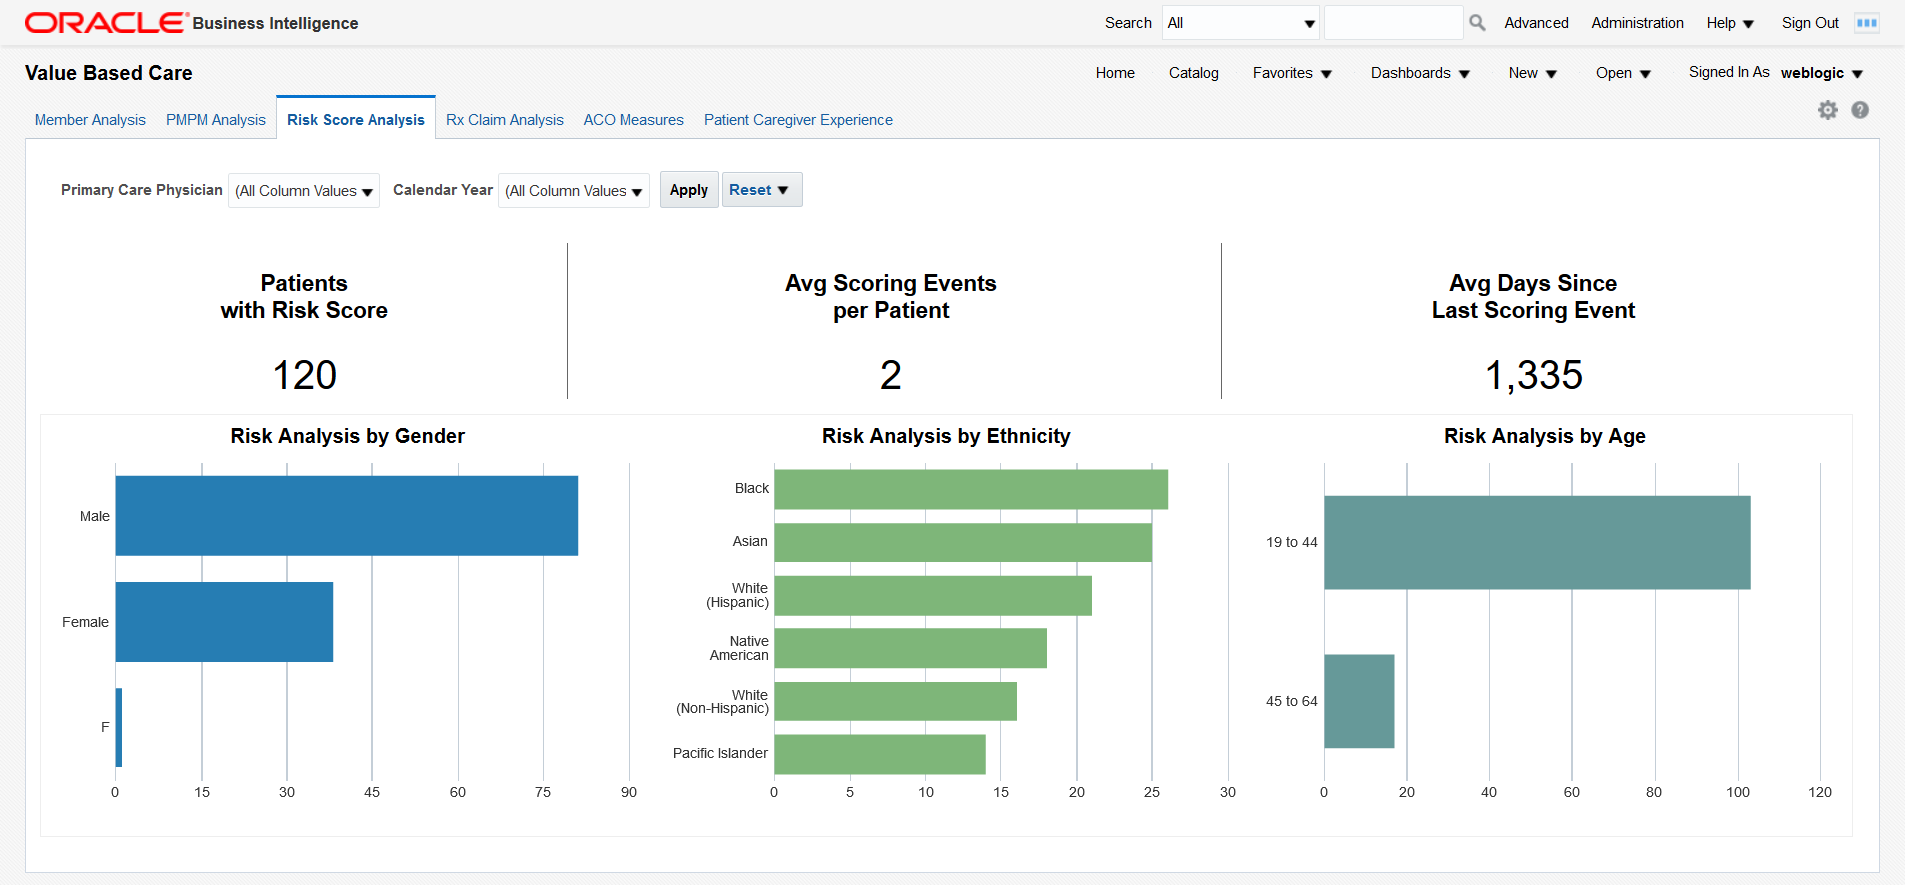 ORACLE Business Intelligence
Search All Advanced Administration Help Sign Out
Value Based Care
Home Catalog Favorites Dashboards New Open Signed In As weblogic
Member Analysis PMPM Analysis Risk Score Analysis Rx Claim Analysis ACO Measures Patient Caregiver Experience
Primary Care Physician (All Column Values Calendar Year (All Column Values Apply Reset
Patients
with Risk Score
120
Avg Scoring Events
per Patient
2
Avg Days Since
Last Scoring Event
1,335
Risk Analysis by Gender
Male
Female
F
0 15 30 45 60 75 90
Risk Analysis by Ethnicity
Black
Asian
White
(Hispanic)
Native
American
White
(Non-Hispanic)
Pacific Islander
0 5 10 15 20 25 30
Risk Analysis by Age
19 to 44
45 to 64
0 20 40 60 80 100 120